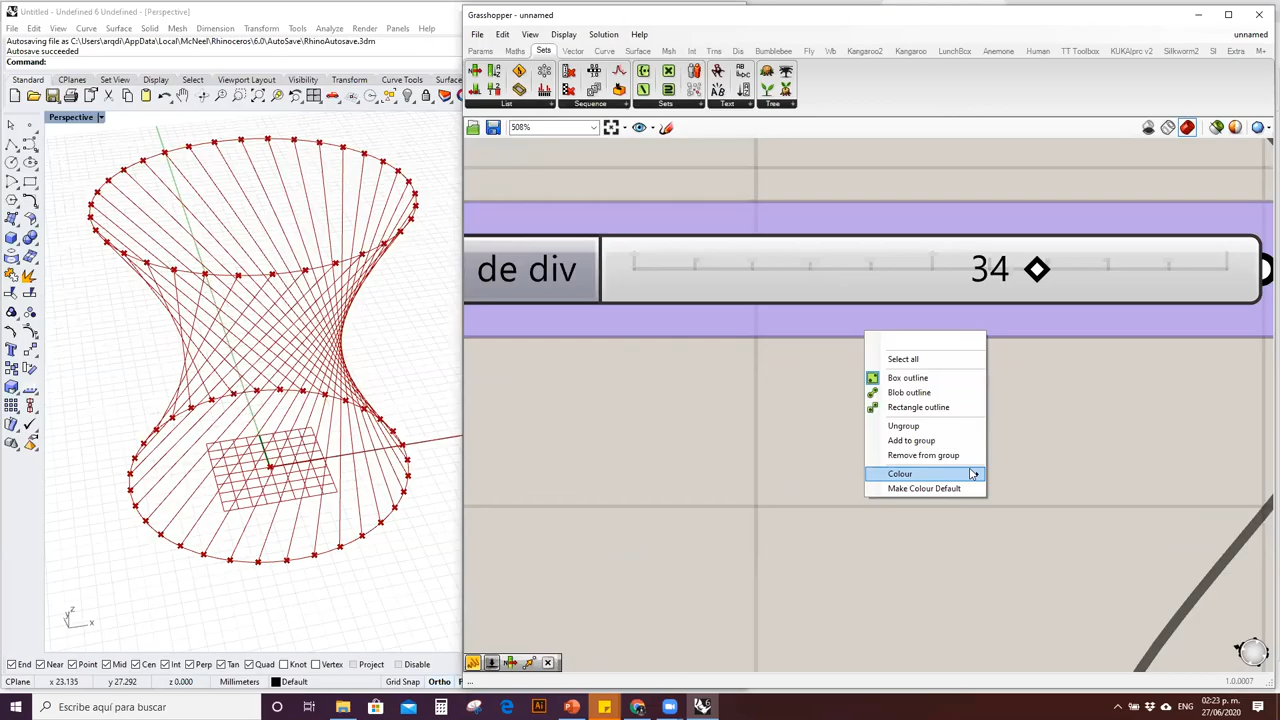 Untitled - Undefined 6 Undefined - [Perspective]
File Edit View Curve Surface Solid Mesh Dimension Transform Tools Analyze Render Panels Help
Autosaving file as C:\Users\arqdi\AppData\Local\McNeel\Rhinoceros\6.0\AutoSave\RhinoAutosave.3dm
Autosave succeeded
Command:
Standard CPlanes Set View Display Select Viewport Layout Visibility Transform Curve Tools Surface
Perspective
z
y
x
End Near Point Mid Cen Int Perp Tan Quad Knot Vertex Project Disable
CPlane x 23.135 y 27.292 z 0.000 Millimeters Default Grid Snap Ortho
Grasshopper - unnamed
File Edit View Display Solution Help unnamed
Params Maths Sets Vector Curve Surface Msh Int Trns Dis Bumblebee Fly Wb Kangaroo2 Kangaroo LunchBox Anemone Human TT Toolbox KUKA|prc v2 Silkworm2 SI Extra M+
List Sequence Sets Text Tree
508%
de div 34
Select all
Box outline
Blob outline
Rectangle outline
Ungroup
Add to group
Remove from group
Colour
Make Colour Default
... 1.0.0007
Escribe aquí para buscar
ENG
02:23 p. m.
27/06/2020